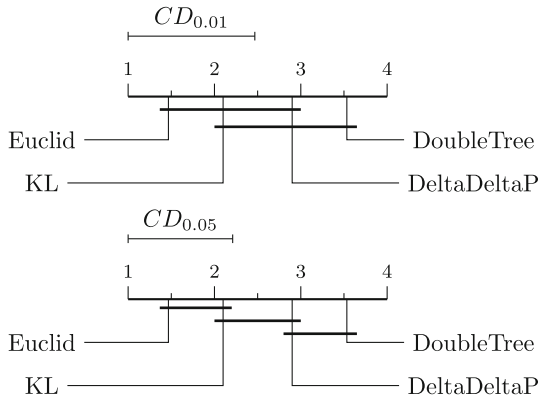 CD0.01
1 2 3 4
Euclid DoubleTree
KL DeltaDeltaP
CD0.05
1 2 3 4
Euclid DoubleTree
KL DeltaDeltaP